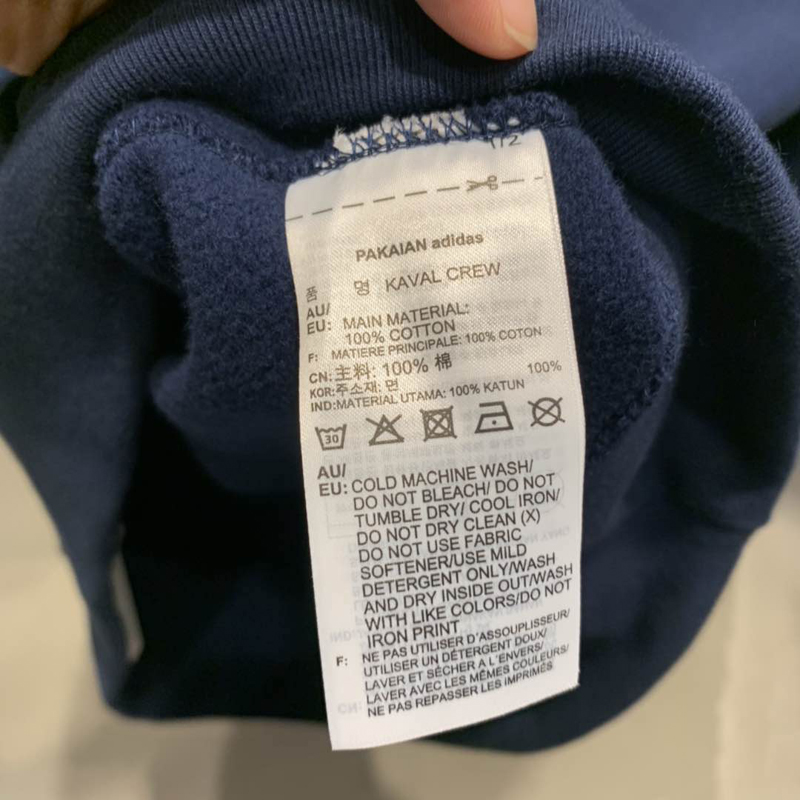 1/2
PAKAIAN adidas
품 명 KAVAL CREW
AU/
EU: MAIN MATERIAL:
100% COTTON
F: MATIERE PRINCIPALE: 100% COTON
CN:主料: 100% 棉
KOR:주소재: 면 100%
IND:MATERIAL UTAMA: 100% KATUN
30
AU/
EU: COLD MACHINE WASH/
DO NOT BLEACH/ DO NOT
TUMBLE DRY/ COOL IRON/
DO NOT DRY CLEAN (X)
DO NOT USE FABRIC
SOFTENER/USE MILD
DETERGENT ONLY/WASH
AND DRY INSIDE OUT/WASH
WITH LIKE COLORS/DO NOT
IRON PRINT
F: NE PAS UTILISER D'ASSOUPLISSEUR/
UTILISER UN DÉTERGENT DOUX/
LAVER ET SÉCHER A L'ENVERS/
LAVER AVEC LES MÊMES COULEURS/
NE PAS REPASSER LES IMPRIMÉS